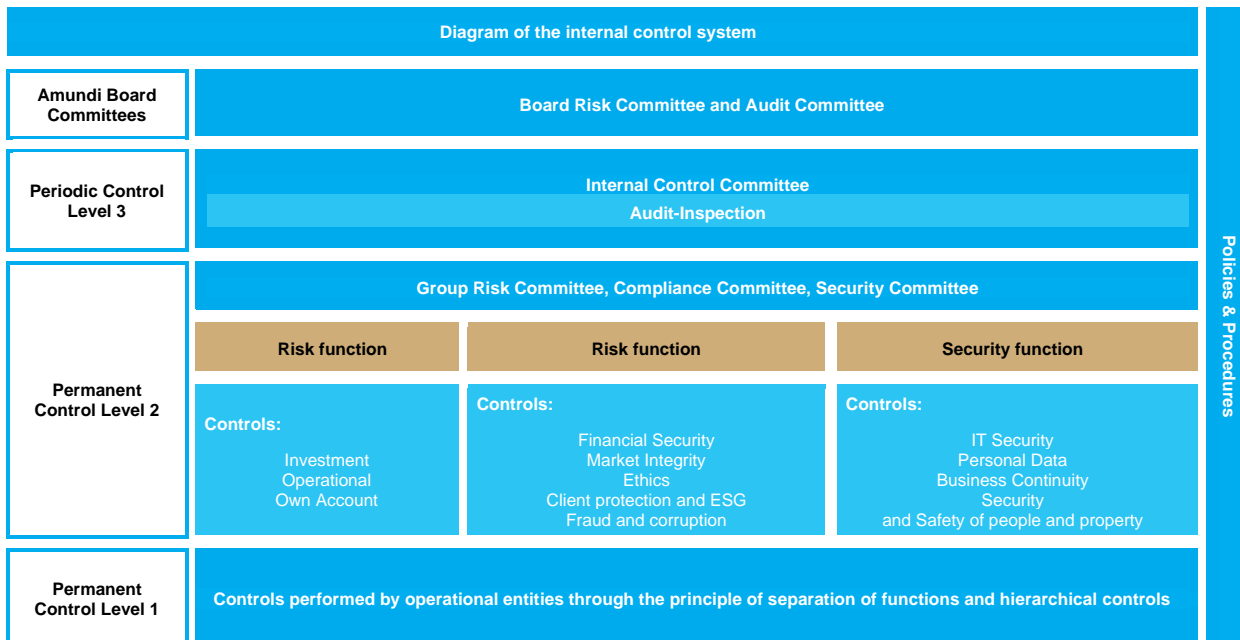 Diagram of the internal control system
Amundi Board
Committees
Board Risk Committee and Audit Committee
Periodic Control
Level 3
Internal Control Committee
Audit-Inspection
Permanent
Control Level 2
Group Risk Committee, Compliance Committee, Security Committee
Risk function
Risk function
Security function
Controls:
Investment
Operational
Own Account
Controls:
Financial Security
Market Integrity
Ethics
Client protection and ESG
Fraud and corruption
Controls:
IT Security
Personal Data
Business Continuity
Security
and Safety of people and property
Permanent
Control Level 1
Controls performed by operational entities through the principle of separation of functions and hierarchical controls
Policies & Procedures